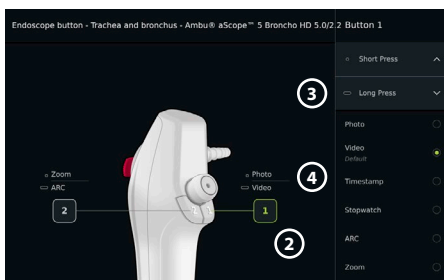 Endoscope button - Trachea and bronchus - Ambu® aScope™ 5 Broncho HD 5.0/2.2
Button 1
Short Press
3
Long Press
Photo
Video
Default
Zoom
ARC
Photo
Video
4
Timestamp
2
1
Stopwatch
2
ARC
Zoom